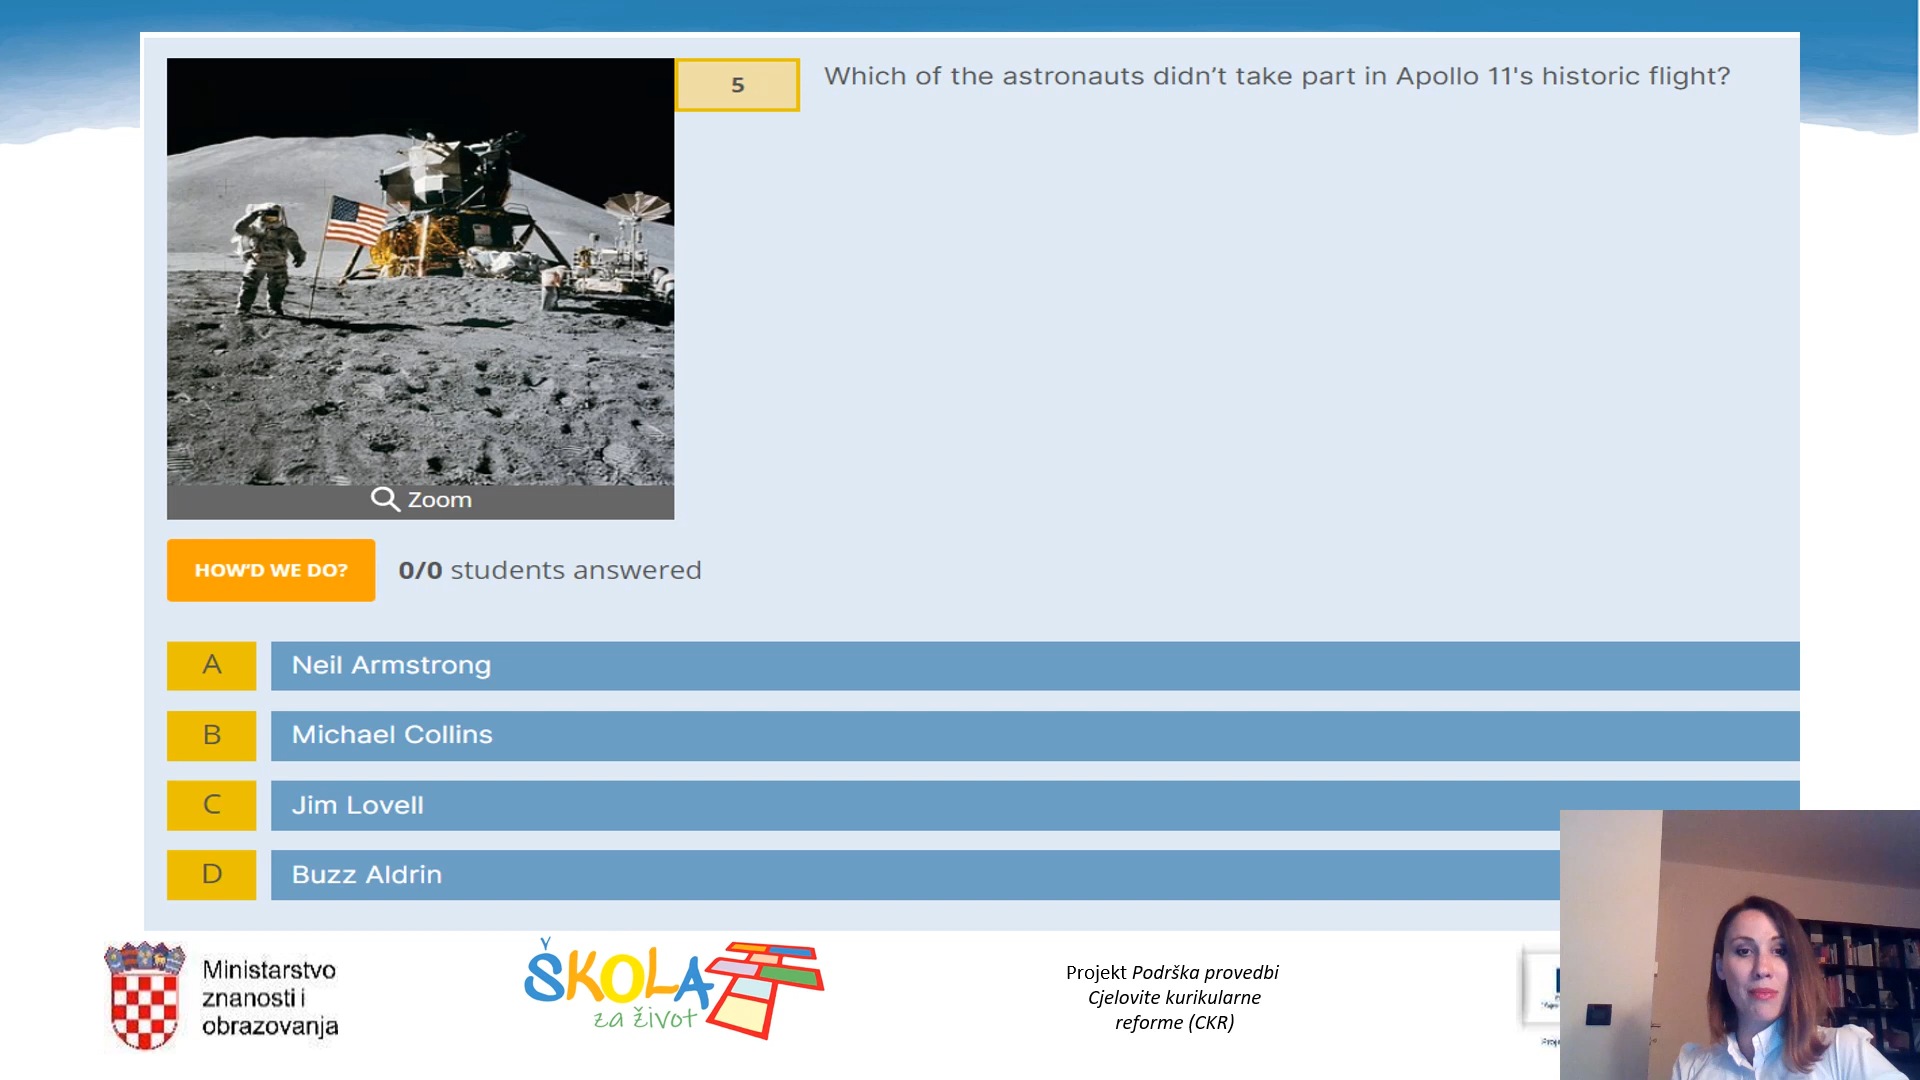 5
Which of the astronauts didn’t take part in Apollo 11's historic flight?
Zoom
HOW'D WE DO?
0/0 students answered
A
Neil Armstrong
B
Michael Collins
C
Jim Lovell
D
Buzz Aldrin
Ministarstvo
znanosti i
obrazovanja
ŠKOLA
za život
Projekt Podrška provedbi
Cjelovite kurikularne
reforme (CKR)